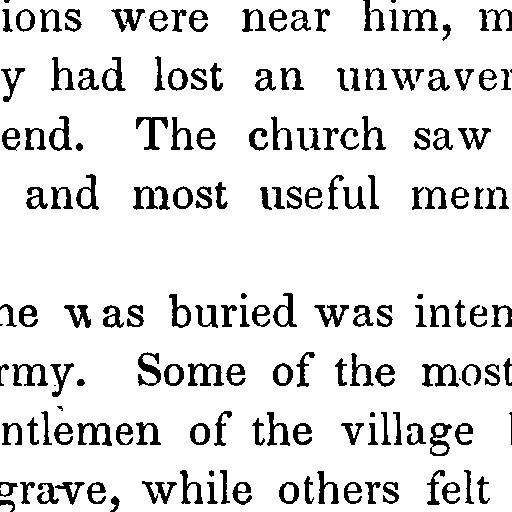 ions were near him, m
y had lost an unwaver
end. The church saw
and most useful mem
he was buried was inten
rmy. Some of the most
ntlemen of the village
grave, while others felt